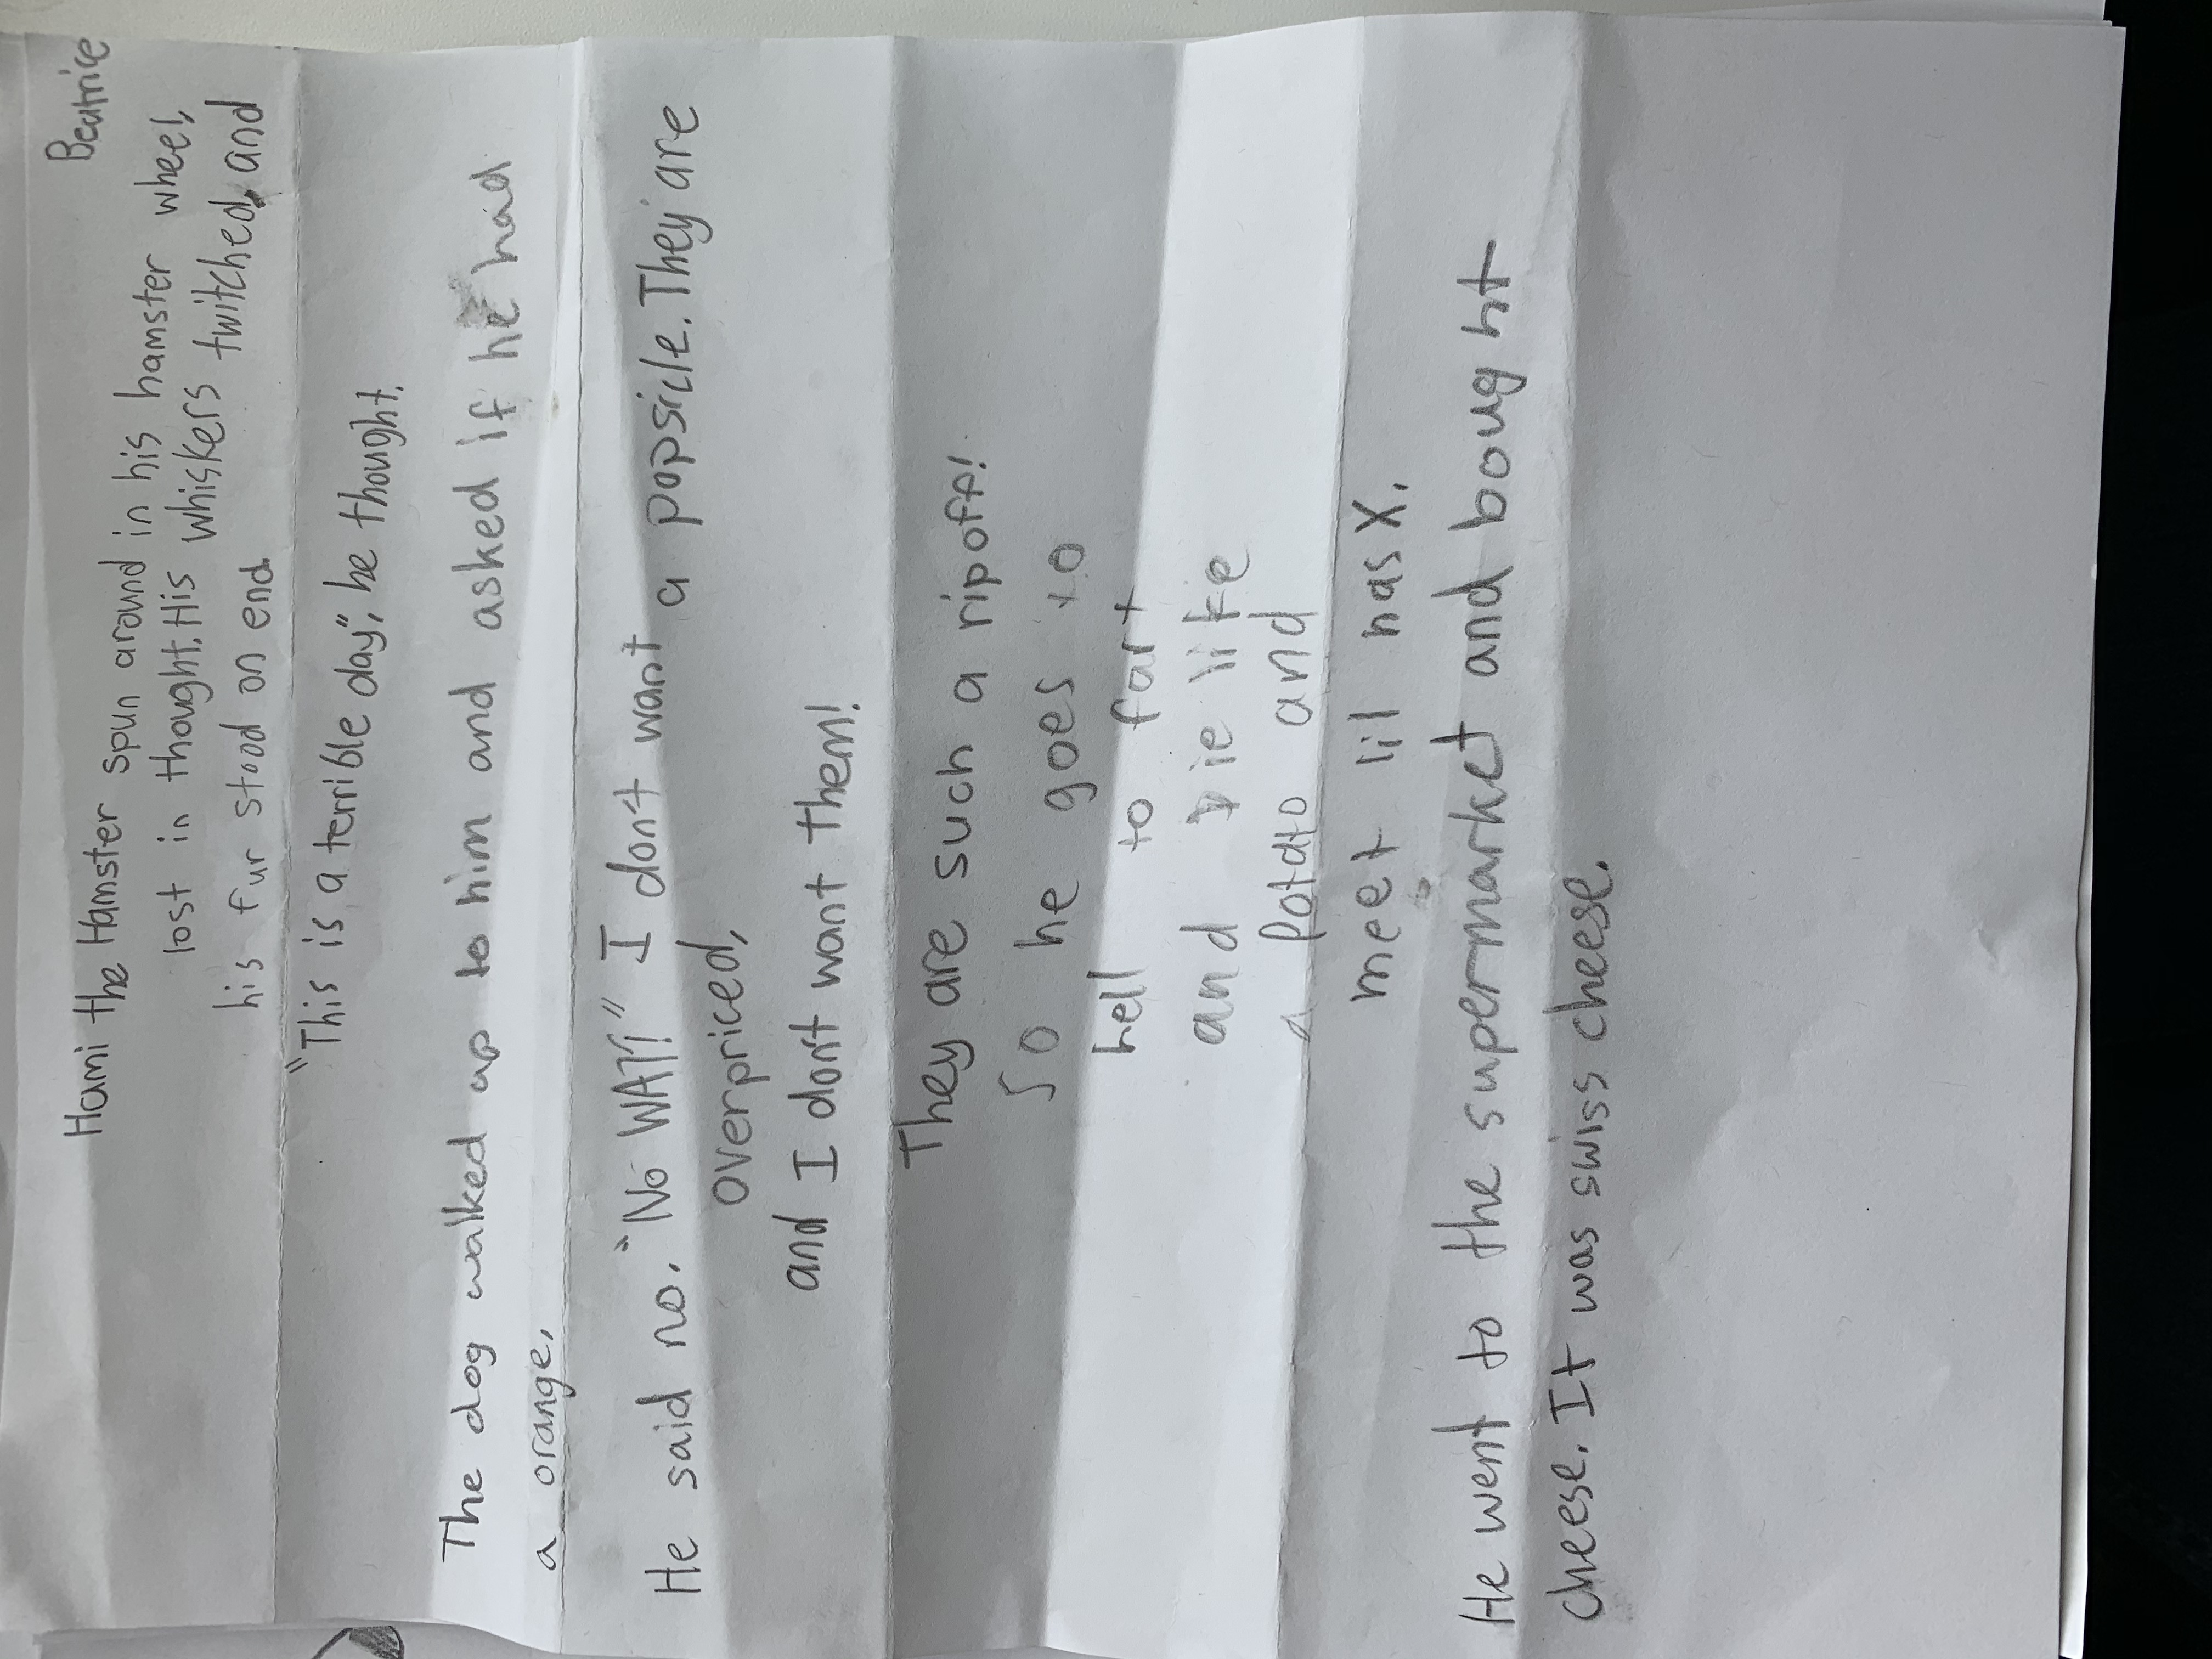 Beatrice
Hami the Hamster spun around in his hamster wheel,
lost in thought. His whiskers twitched, and
his fur stood on end.
"This is a terrible day", he thought.
The dog walked up to him and asked if he had
a orange.
He said no. "No WAY!" I don't want a popsicle. They are
overpriced,
and I don't want them!
They are such a ripoff!
So he goes to
hell to fart
and Die like
a Potato and
meet lil nas X.
He went to the supermarket and bought
cheese. It was swiss cheese.